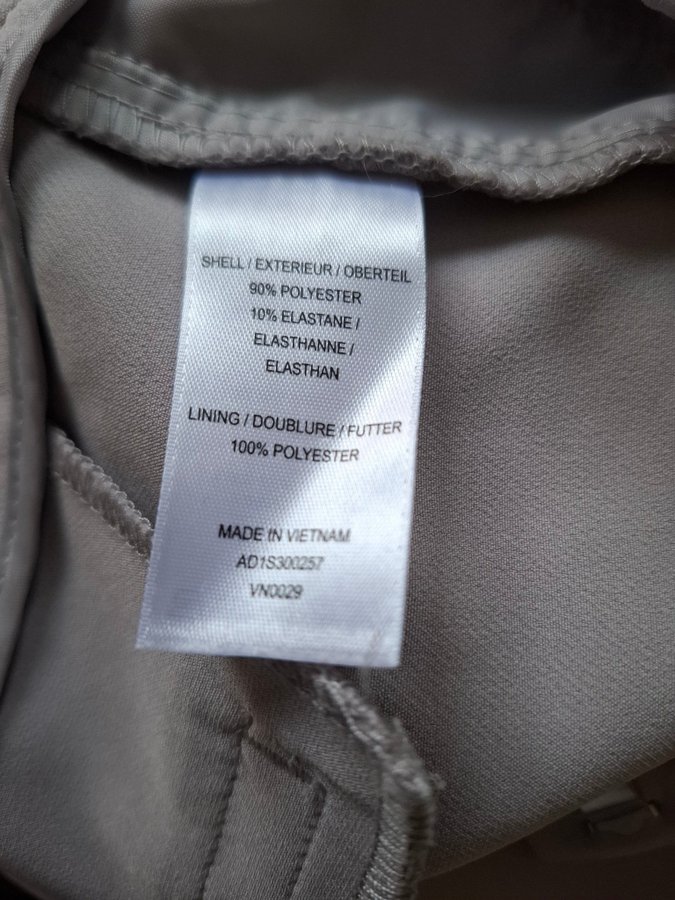 SHELL / EXTERIEUR / OBERTEIL
90% POLYESTER
10% ELASTANE /
ELASTHANNE /
ELASTHAN
LINING / DOUBLURE / FUTTER
100% POLYESTER
MADE IN VIETNAM
AD1S300257
VN0029